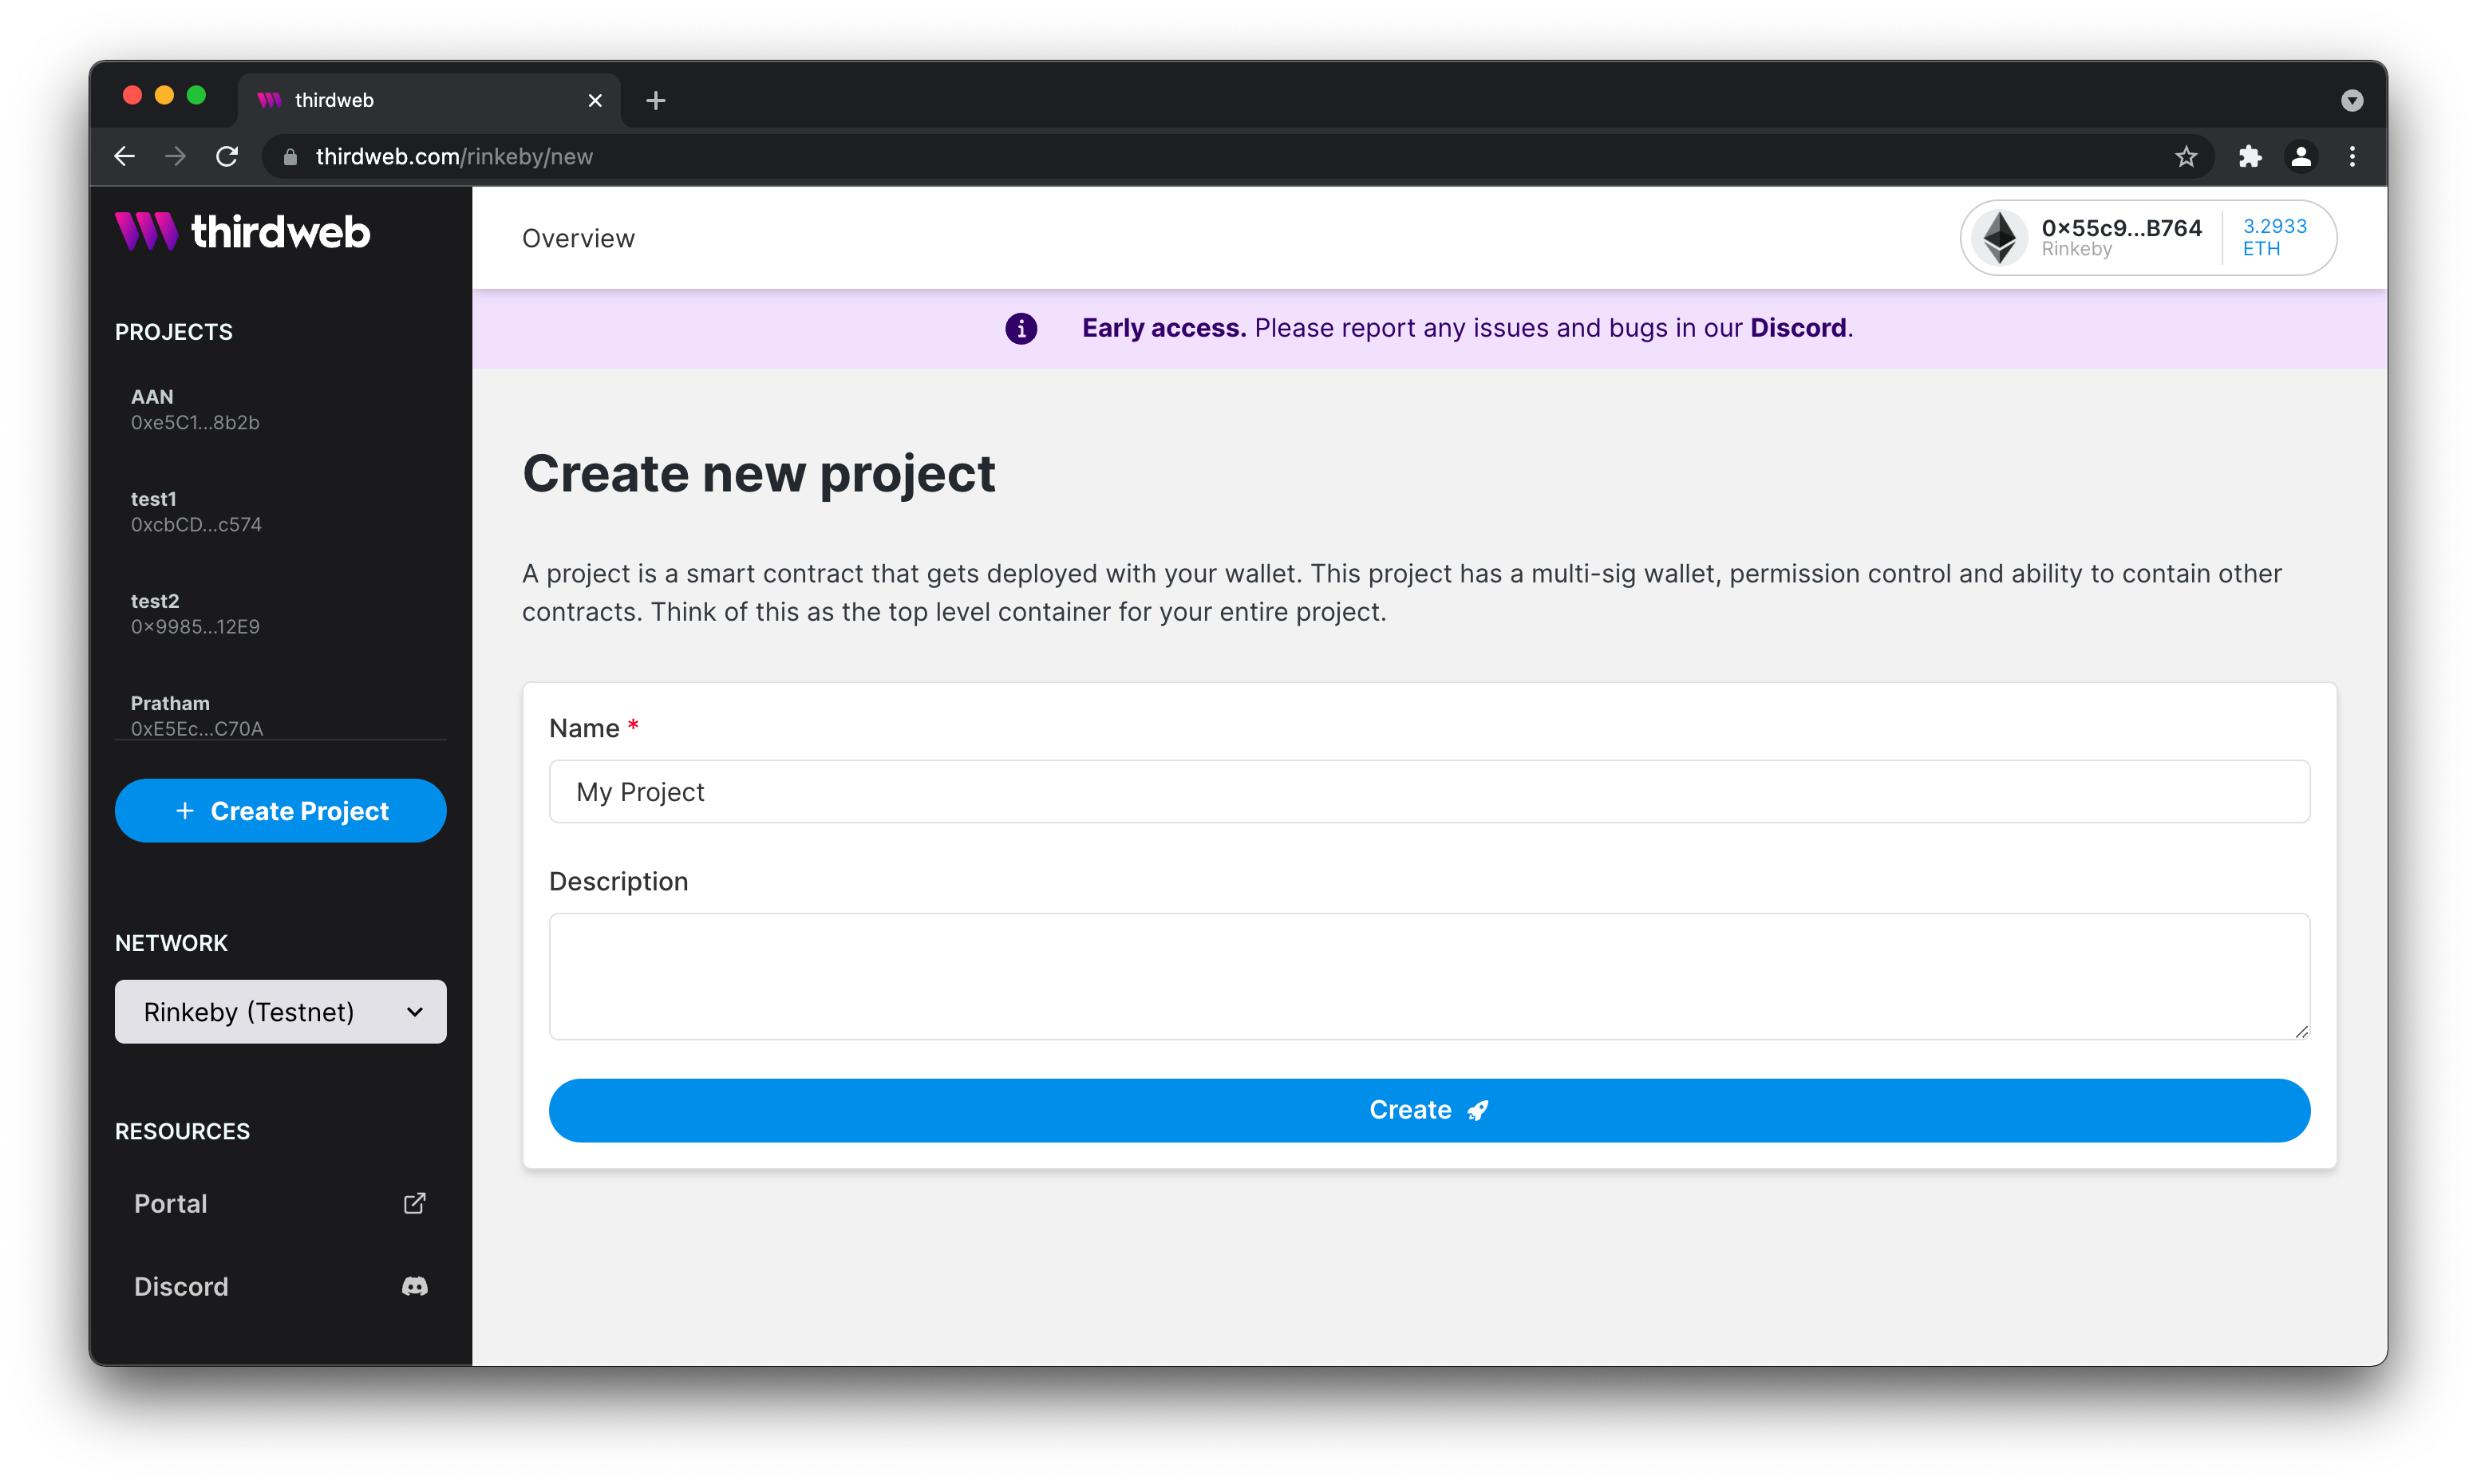 thirdweb
thirdweb.com/rinkeby/new
thirdweb
PROJECTS
AAN
0xe5C1...8b2b
test1
0xcbCD...c574
test2
0x9985...12E9
Pratham
0xE5Ec...C70A
+ Create Project
NETWORK
Rinkeby (Testnet)
RESOURCES
Portal
Discord
Overview
0x55c9...B764
Rinkeby
3.2933
ETH
Early access. Please report any issues and bugs in our Discord.
Create new project
A project is a smart contract that gets deployed with your wallet. This project has a multi-sig wallet, permission control and ability to contain other
contracts. Think of this as the top level container for your entire project.
Name *
My Project
Description
Create